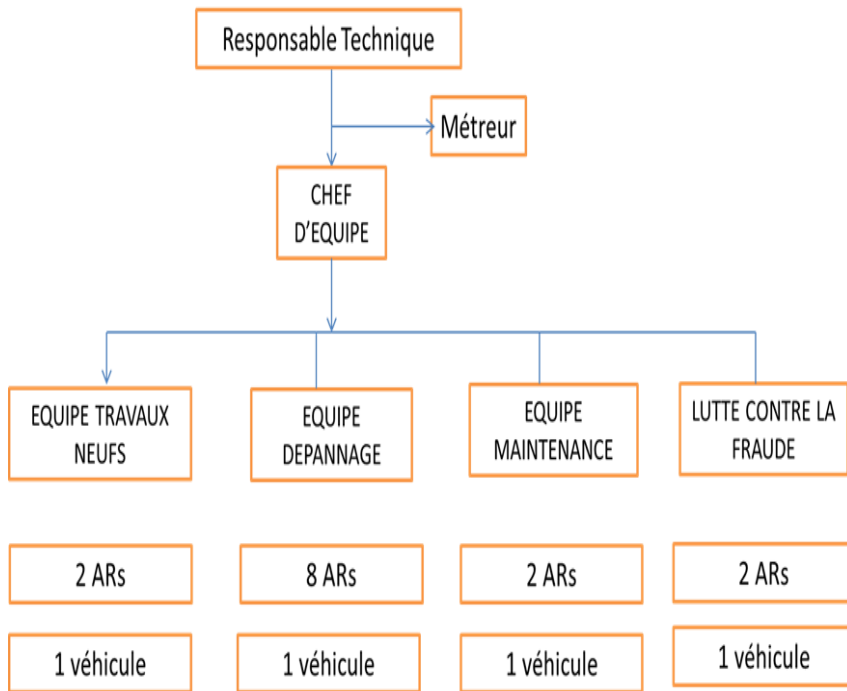 Responsable Technique
Métreur
CHEF
D'EQUIPE
EQUIPE TRAVAUX
NEUFS
EQUIPE
DEPANNAGE
EQUIPE
MAINTENANCE
LUTTE CONTRE LA
FRAUDE
2 ARs
8 ARs
2 ARs
2 ARs
1 véhicule
1 véhicule
1 véhicule
1 véhicule